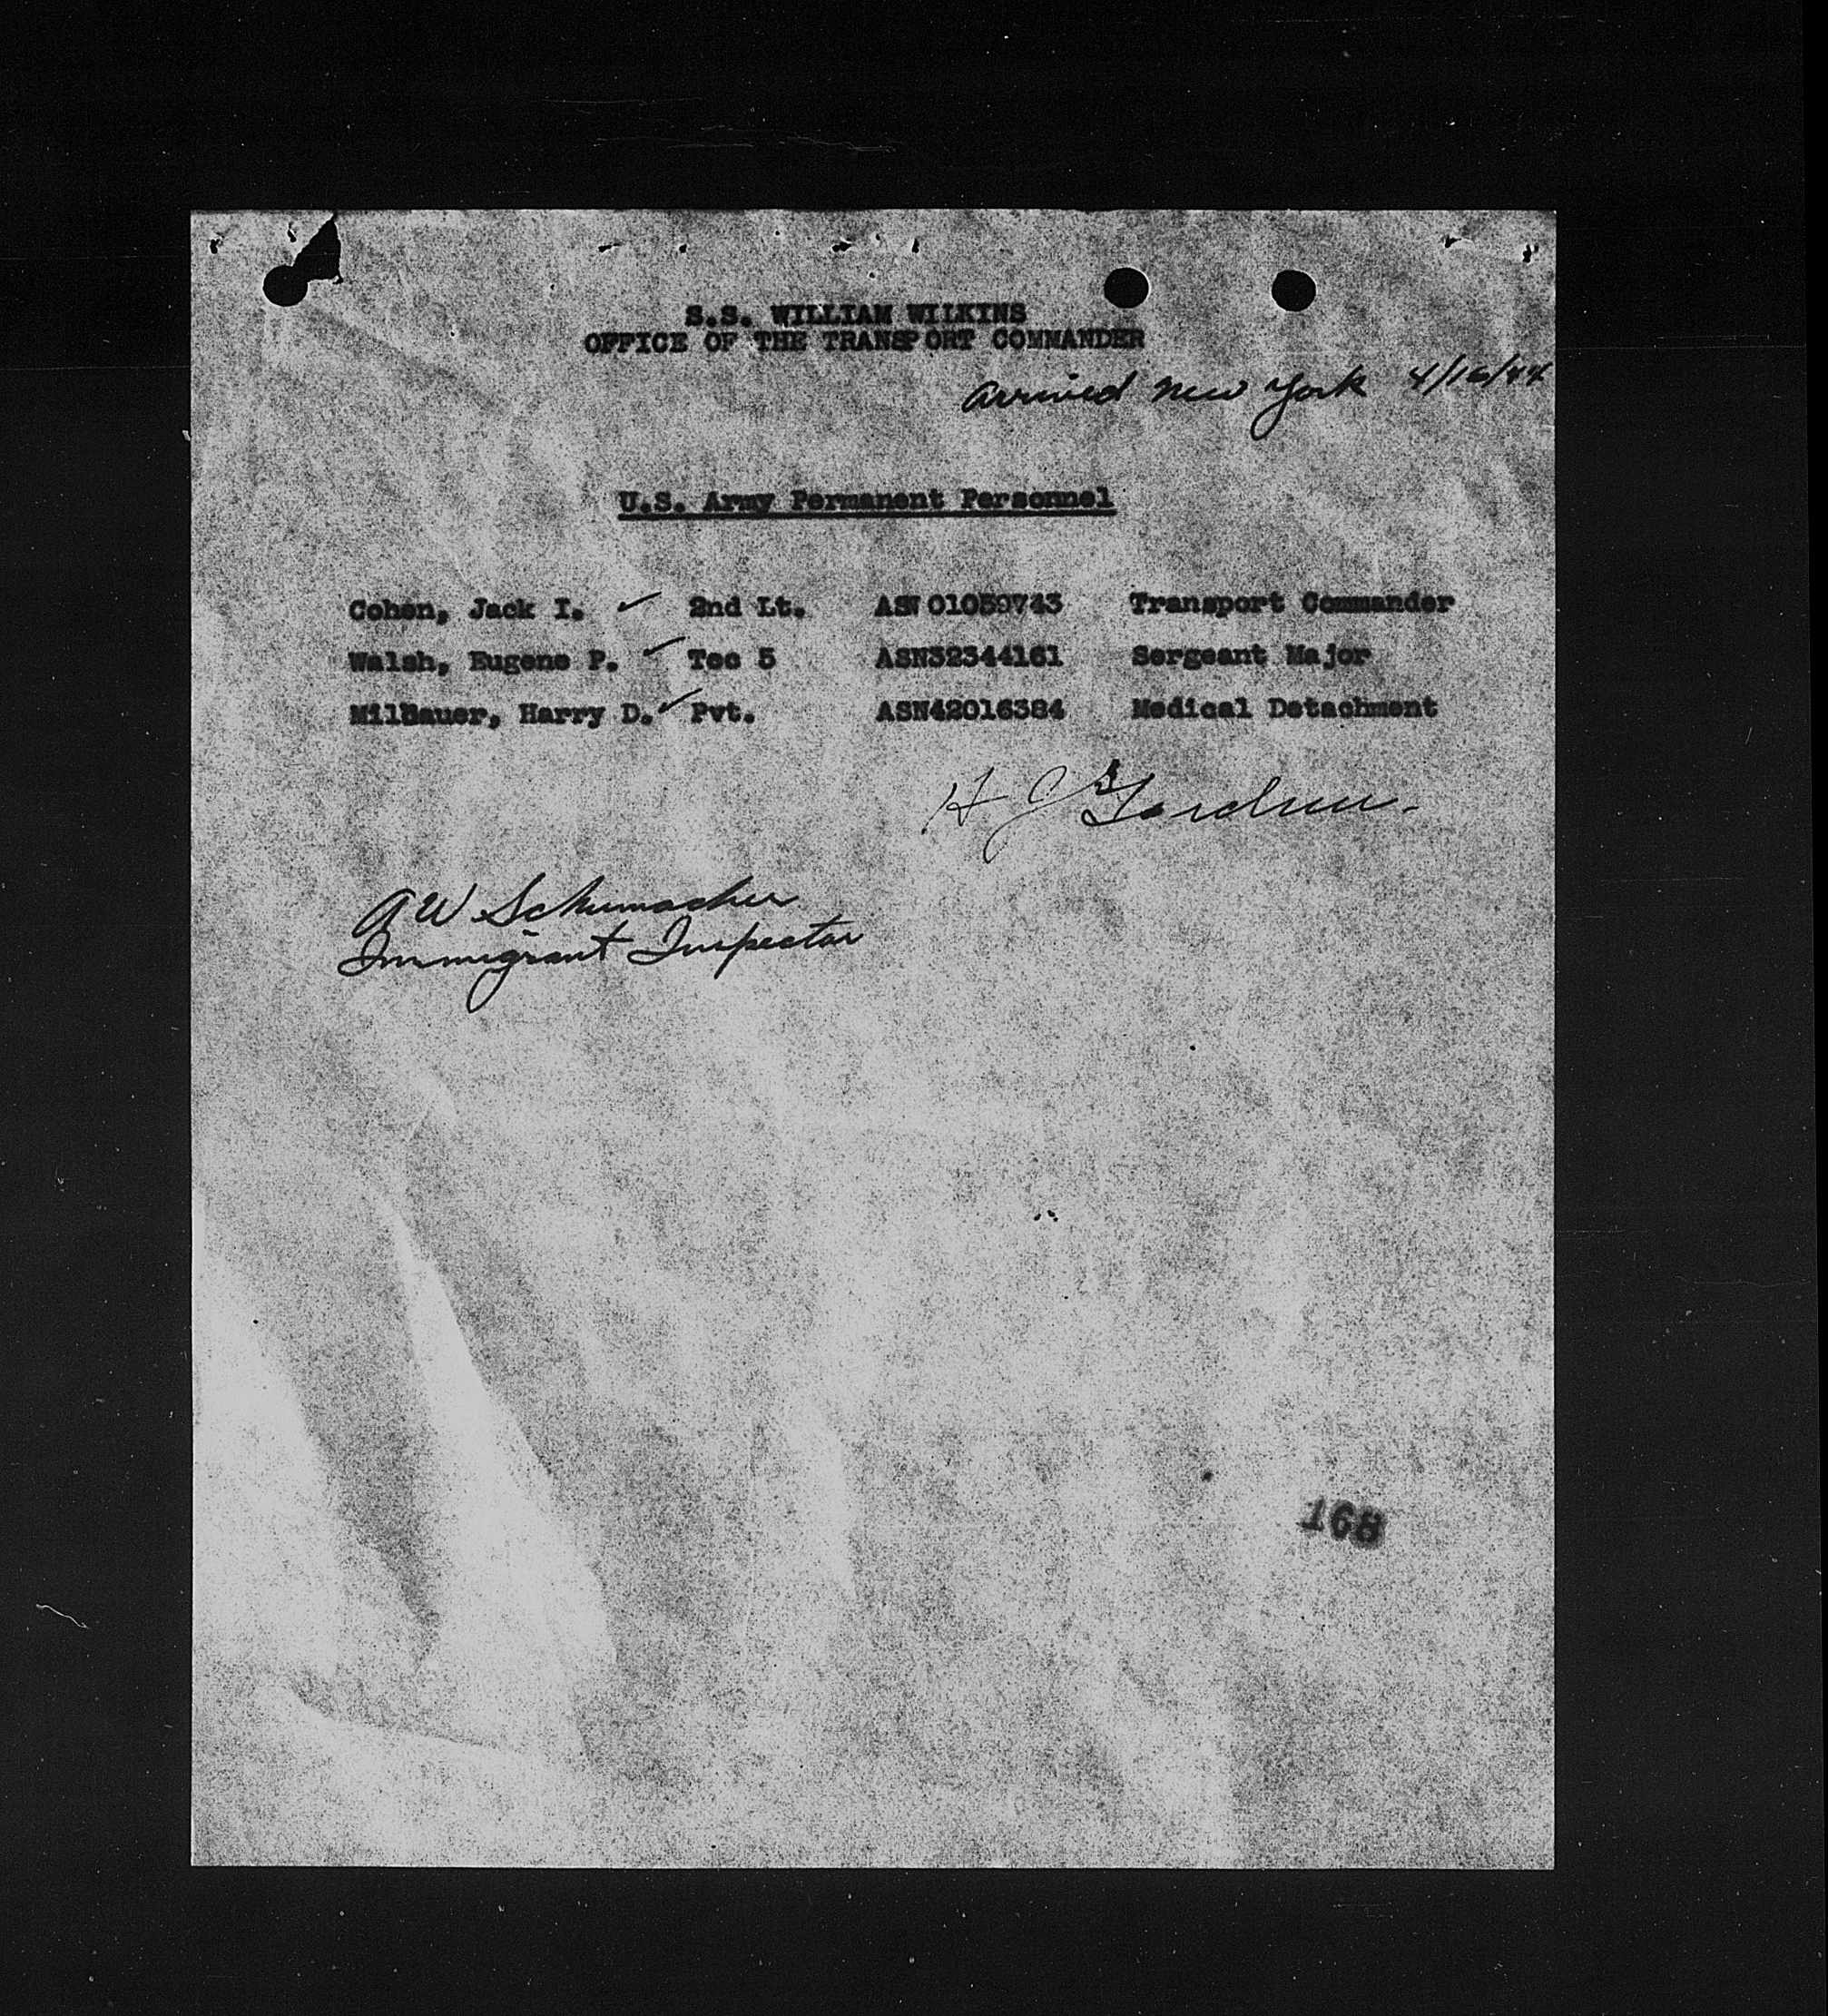 S.S. WILLIAM WILKINS
OFFICE OF THE TRANSPORT COMMANDER
Arrived New York 4/16/44
U.S. Army Permanent Personnel
Cohen, Jack I. ✓ 2nd Lt. ASN 01059743 Transport Commander
Walsh, Eugene P. ✓ Tec 5 ASN32344161 Sergeant Major
Milhauer, Harry D. ✓ Pvt. ASN42016384 Medical Detachment
H J Gardner.
A W Schumacher
Immigrant Inspector
168